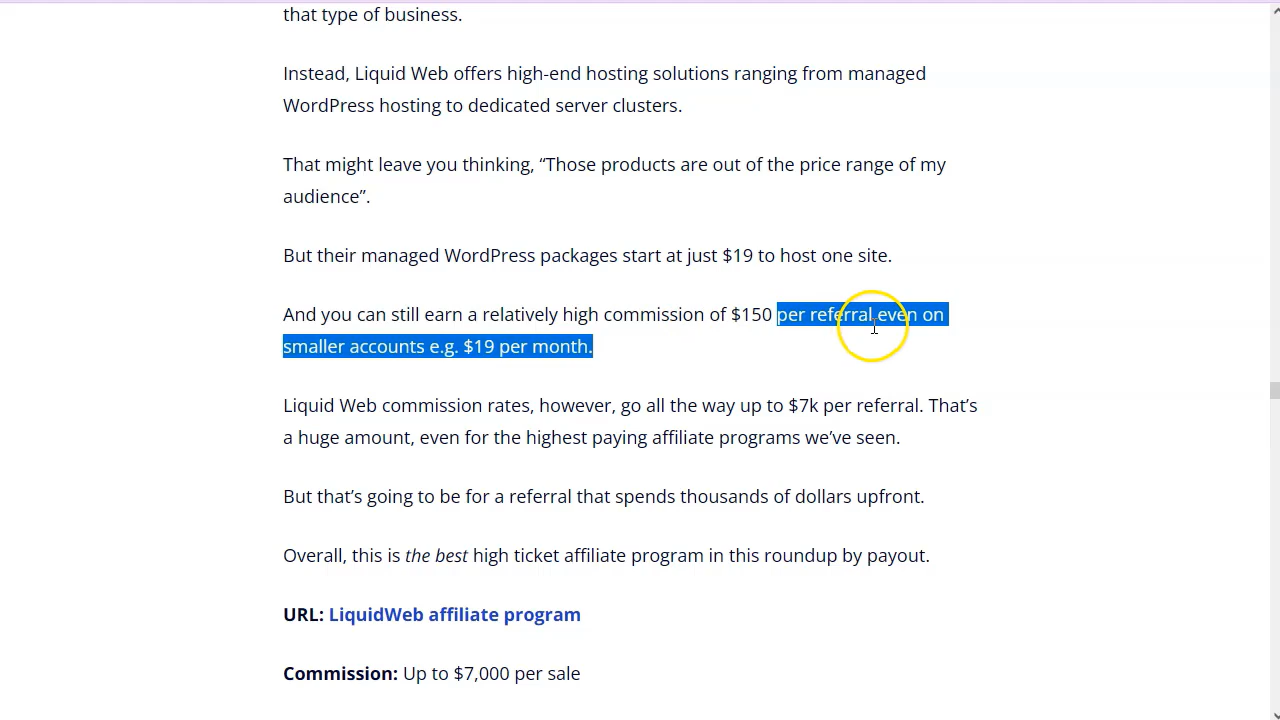 that type of business.
Instead, Liquid Web offers high-end hosting solutions ranging from managed
WordPress hosting to dedicated server clusters.
That might leave you thinking, “Those products are out of the price range of my
audience”.
But their managed WordPress packages start at just $19 to host one site.
And you can still earn a relatively high commission of $150 per referral even on
smaller accounts e.g. $19 per month.
Liquid Web commission rates, however, go all the way up to $7k per referral. That’s
a huge amount, even for the highest paying affiliate programs we’ve seen.
But that’s going to be for a referral that spends thousands of dollars upfront.
Overall, this is the best high ticket affiliate program in this roundup by payout.
URL: LiquidWeb affiliate program
Commission: Up to $7,000 per sale